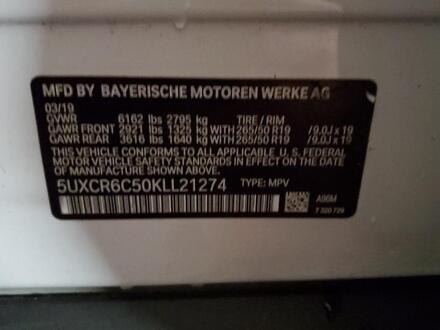 MFD BY BAYERISCHE MOTOREN WERKE AG
03/19
GVWR 6162 lbs 2795 kg TIRE / RIM
GAWR FRONT 2921 lbs 1325 kg WITH 265/50 R19 / 9.0J x 19
GAWR REAR 3616 lbs 1640 kg WITH 265/50 R19 / 9.0J x 19
THIS VEHICLE CONFORMS TO ALL APPLICABLE U.S. FEDERAL
MOTOR VEHICLE SAFETY STANDARDS IN EFFECT ON THE
DATE OF MANUFACTURE SHOWN ABOVE.
5UXCR6C50KLL21274 TYPE: MPV
A96M
7 320 729